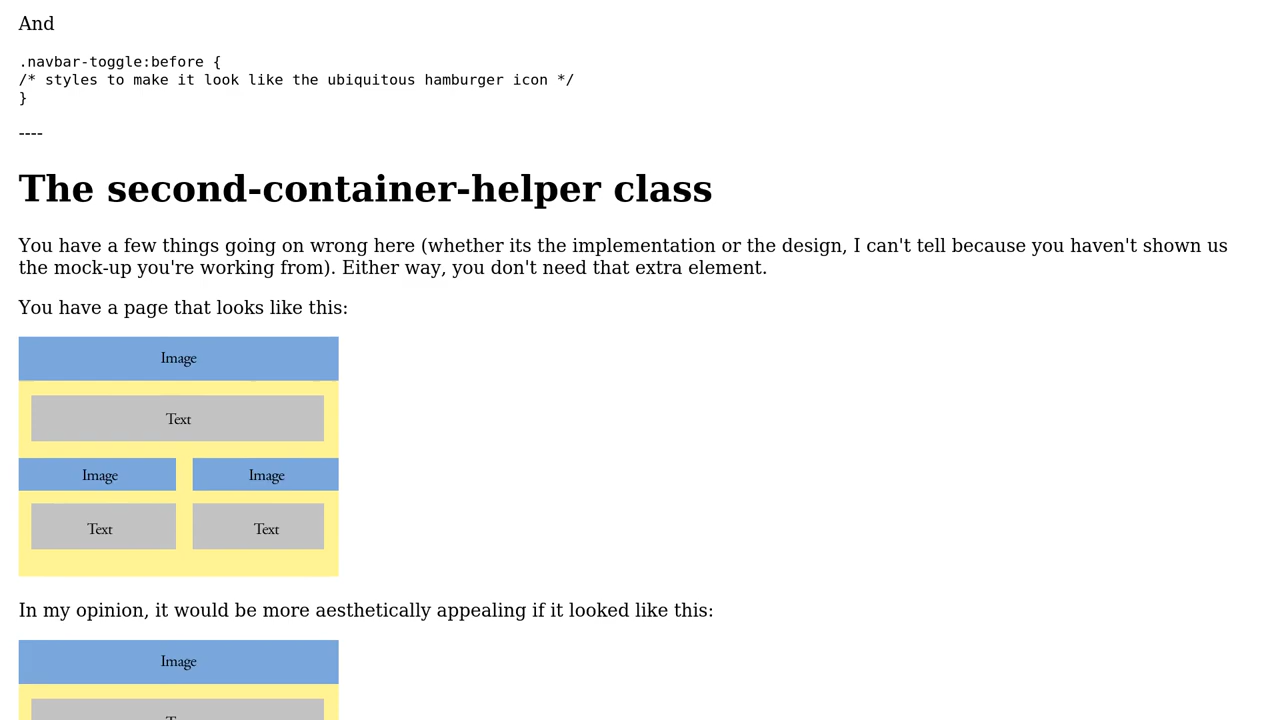 And
.navbar-toggle:before {
/* styles to make it look like the ubiquitous hamburger icon */
}
----
The second-container-helper class
You have a few things going on wrong here (whether its the implementation or the design, I can't tell because you haven't shown us
the mock-up you're working from). Either way, you don't need that extra element.
You have a page that looks like this:
Image
Text
Image Image
Text Text
In my opinion, it would be more aesthetically appealing if it looked like this:
Image